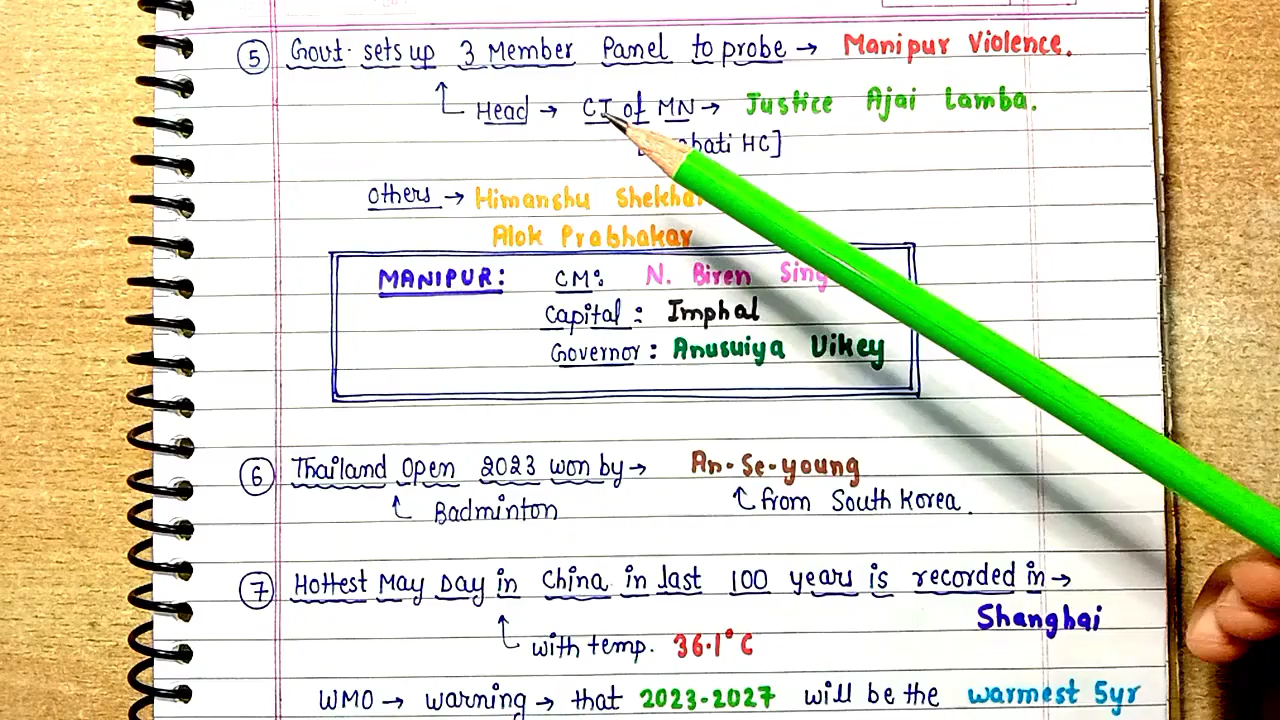 ⑤ Govt. sets up 3 Member Panel to probe → Manipur Violence.
Head → CJ of MN → Justice Ajai Lamba.
HC]
others → Himanshu
Alok Prabhakar
MANIPUR: CM: N. Biren
Capital: Imphal
Governor: Anusuiya Uikey
⑥ Thailand Open 2023 won by → An-Se-young
Badminton from South Korea.
⑦ Hottest May Day in China in last 100 years is recorded in →
Shanghai
with temp. 36.1°C
WMO → warning → that 2023-2027 will be the warmest 5yr